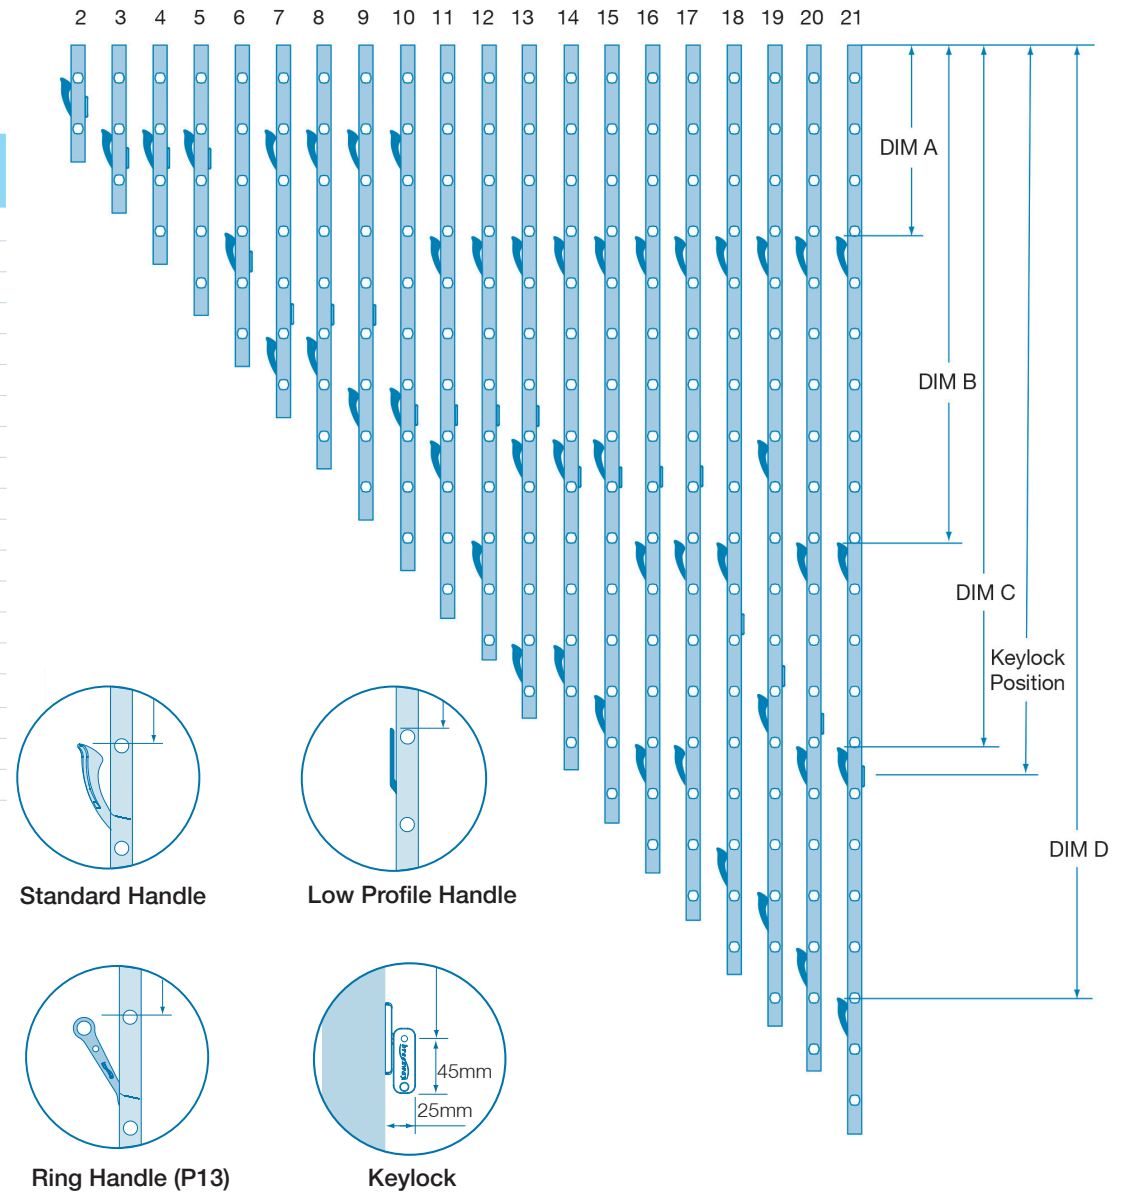 2 3 4 5 6 7 8 9 10 11 12 13 14 15 16 17 18 19 20 21
DIM A
DIM B
DIM C
Keylock
Position
DIM D
Standard Handle
Low Profile Handle
45mm
25mm
Ring Handle (P13)
Keylock